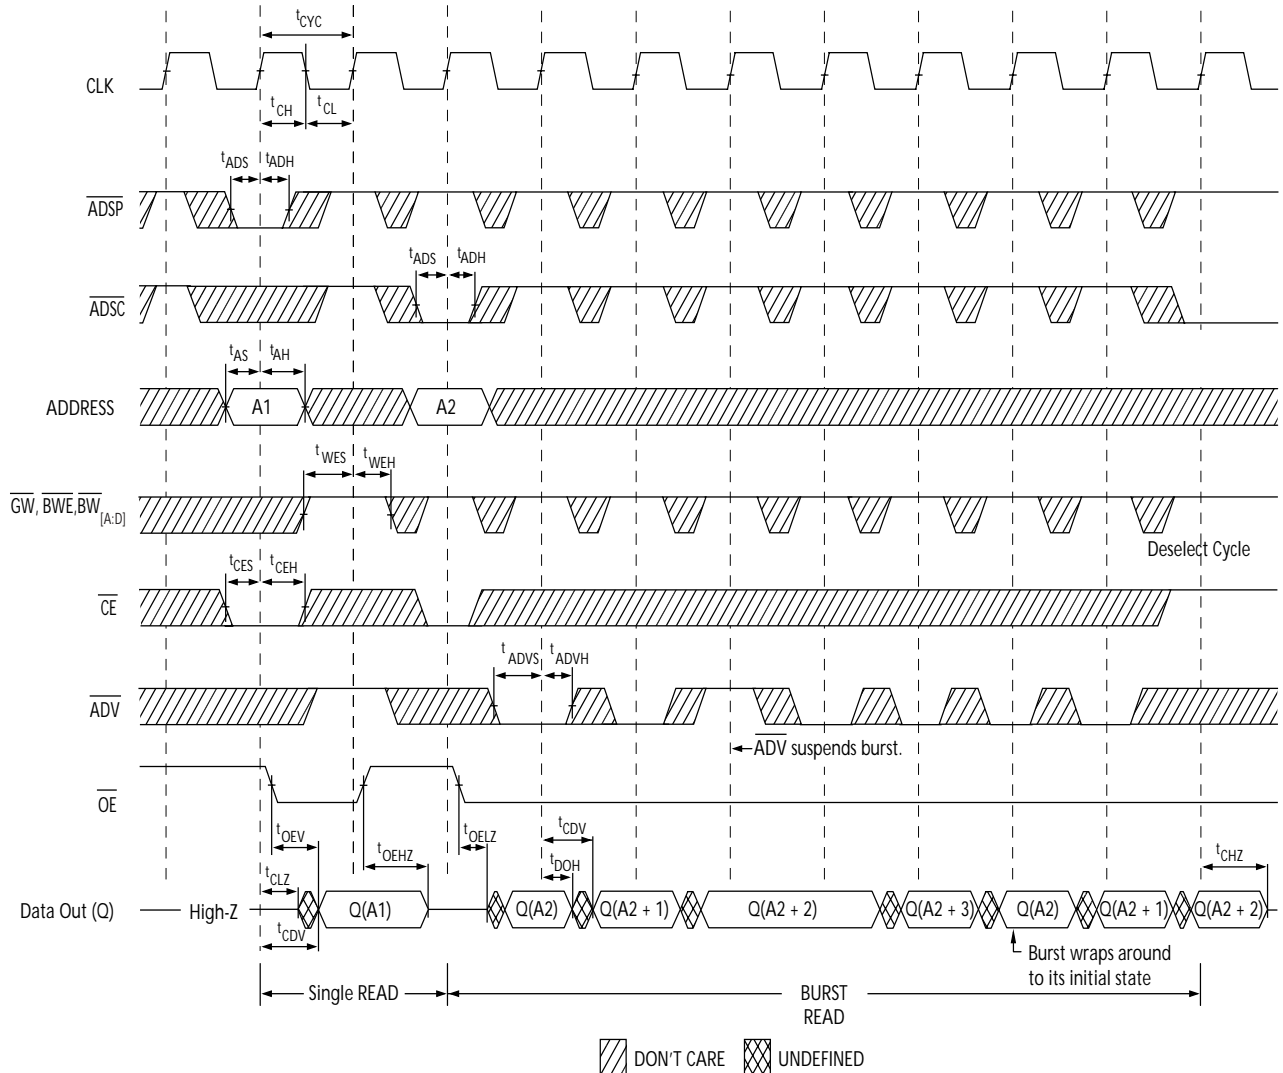 tCYC
CLK
tCH tCL
tADS tADH
ADSP
tADS tADH
ADSC
tAS tAH
ADDRESS A1 A2
tWES tWEH
GW, BWE,BW[A:D]
Deselect Cycle
tCES tCEH
CE
tADVS tADVH
ADV
ADV suspends burst.
OE
tOEV tOEHZ tOELZ tCDV
tCLZ tDOH tCHZ
Data Out (Q) High-Z Q(A1) Q(A2) Q(A2 + 1) Q(A2 + 2) Q(A2 + 3) Q(A2) Q(A2 + 1) Q(A2 + 2)
tCDV
Burst wraps around
to its initial state
Single READ BURST
READ
DON'T CARE UNDEFINED